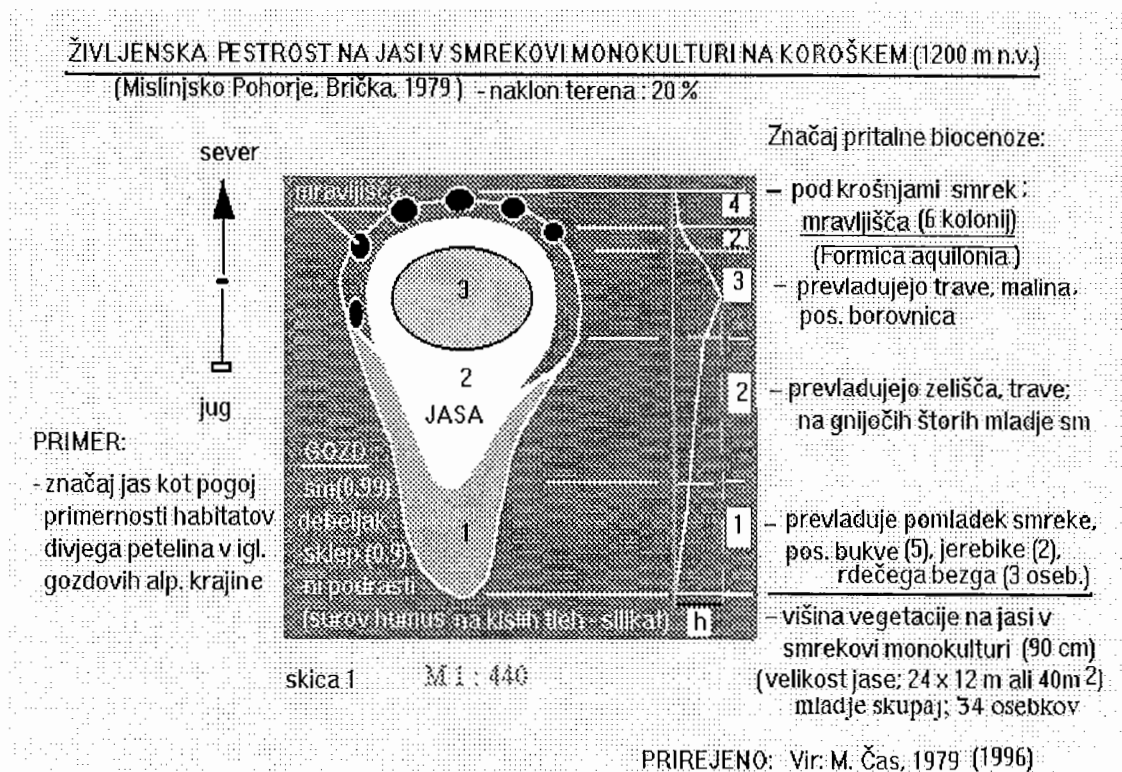 ŽIVLJENSKA PESTROST NA JASI V SMREKOVI MONOKULTURI NA KOROŠKEM (1200 m n.v.)
(Mislinjsko Pohorje, Brička, 1979) - naklon terena : 20 %
sever
jug
PRIMER:
- značaj jas kot pogoj
primernosti habitatov
divjega petelina v igl.
gozdovih alp. krajine
mravljišča
3
2
JASA
1
GOZD
sm(0.99)
debeljak
sklep (0.9)
ni podrasti
(surov humus na kislih tleh - silikat)
4
2
3
2
1
h
skica 1
M 1 : 440
Značaj pritalne biocenoze:
- pod krošnjami smrek:
mravljišča (6 kolonij)
(Formica aquilonia)
- prevladujejo trave, malina,
pos. borovnica
- prevladujejo zelišča, trave;
na gnijočih štorih mladje sm
- prevladuje pomladek smreke,
pos. bukve (5), jerebike (2),
rdečega bezga (3 oseb.)
- višina vegetacije na jasi v
smrekovi monokulturi (90 cm)
(velikost jase; 24 x 12 m ali 40m²)
mladje skupaj; 34 osebkov
PRIREJENO: Vir: M. Čas, 1979 (1996)